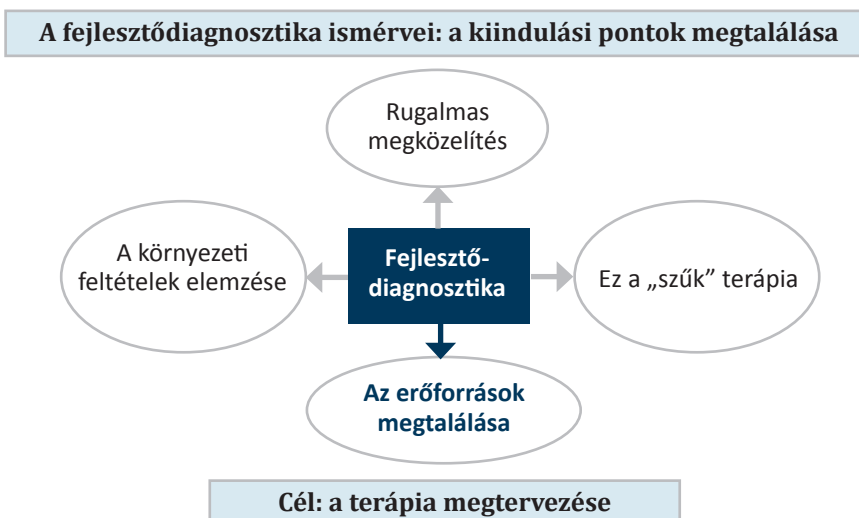 A fejlesztődiagnosztika ismérvei: a kiindulási pontok megtalálása
Rugalmas
megközelítés
A környezeti
feltételek elemzése
Fejlesztő-
diagnosztika
Ez a „szűk” terápia
Az erőforrások
megtalálása
Cél: a terápia megtervezése